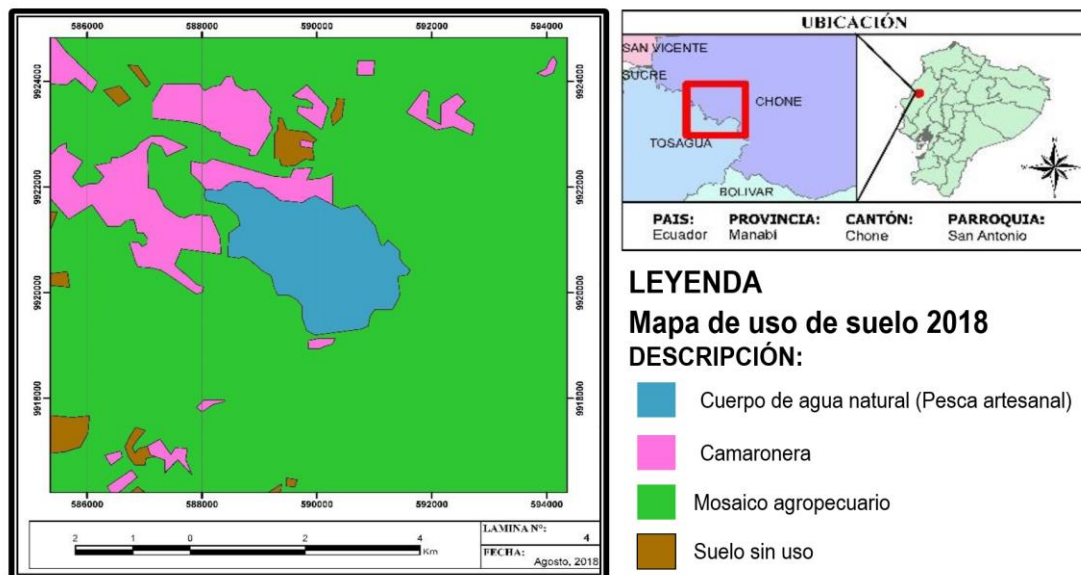 586000 588000 590000 592000 594000
9924000 9924000
9922000 9922000
9920000 9920000
9918000 9918000
586000 588000 590000 592000 594000
2 1 0 2 4
Km
LAMINA N°:
4
FECHA:
Agosto, 2018
UBICACIÓN
SAN VICENTE
SUCRE
CHONE
TOSAGUA
BOLIVAR
PAIS: PROVINCIA: CANTÓN: PARROQUIA:
Ecuador Manabí Chone San Antonio
LEYENDA
Mapa de uso de suelo 2018
DESCRIPCIÓN:
Cuerpo de agua natural (Pesca artesanal)
Camaronera
Mosaico agropecuario
Suelo sin uso